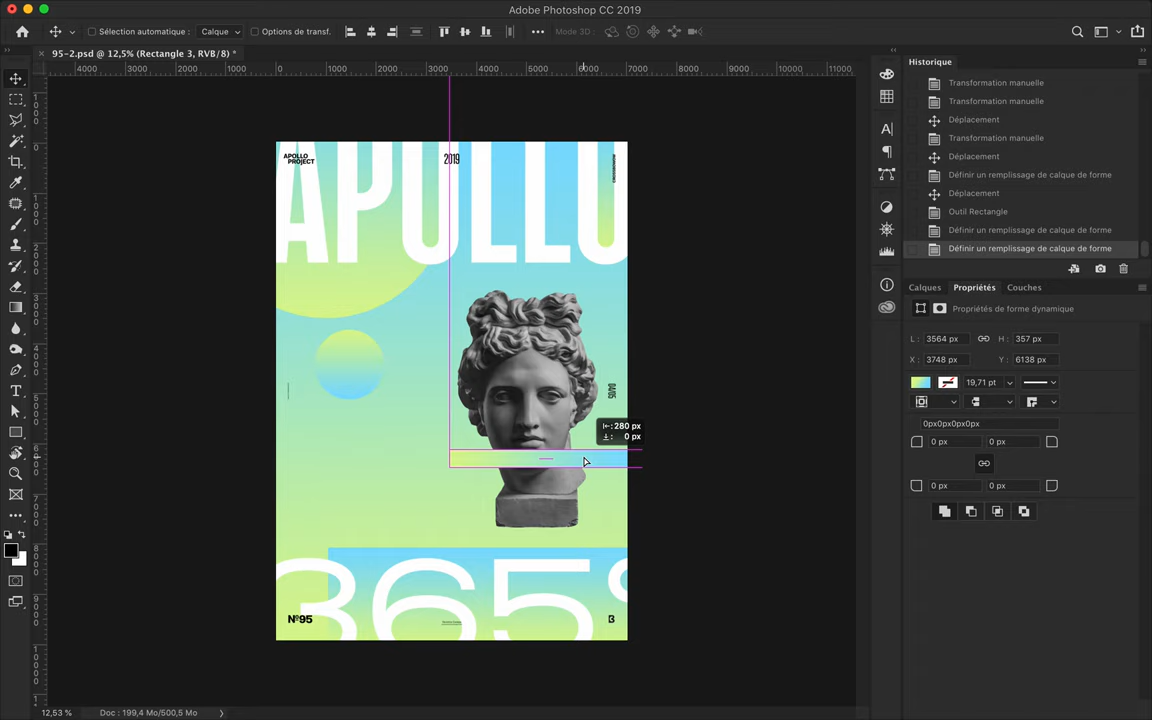 Adobe Photoshop CC 2019
Sélection automatique :
Calque
Options de transf.
Mode 3D :
95-2.psd @ 12,5% (Rectangle 3, RVB/8) *
4000 3000 2000 1000 0 1000 2000 3000 4000 5000 6000 7000 8000 9000 10000 11000
APOLLO
PROJECT
2019
APOLLO
←: 280 px
↓: 0 px
04/05
365°
Nº95
12,53 %
Doc : 199,4 Mo/500,5 Mo
Historique
Transformation manuelle
Transformation manuelle
Déplacement
Transformation manuelle
Déplacement
Définir un remplissage de calque de forme
Déplacement
Outil Rectangle
Définir un remplissage de calque de forme
Définir un remplissage de calque de forme
Calques
Propriétés
Couches
Propriétés de forme dynamique
L : 3564 px
H : 357 px
X : 3748 px
Y : 6138 px
19,71 pt
0px0px0px0px
0 px
0 px
0 px
0 px